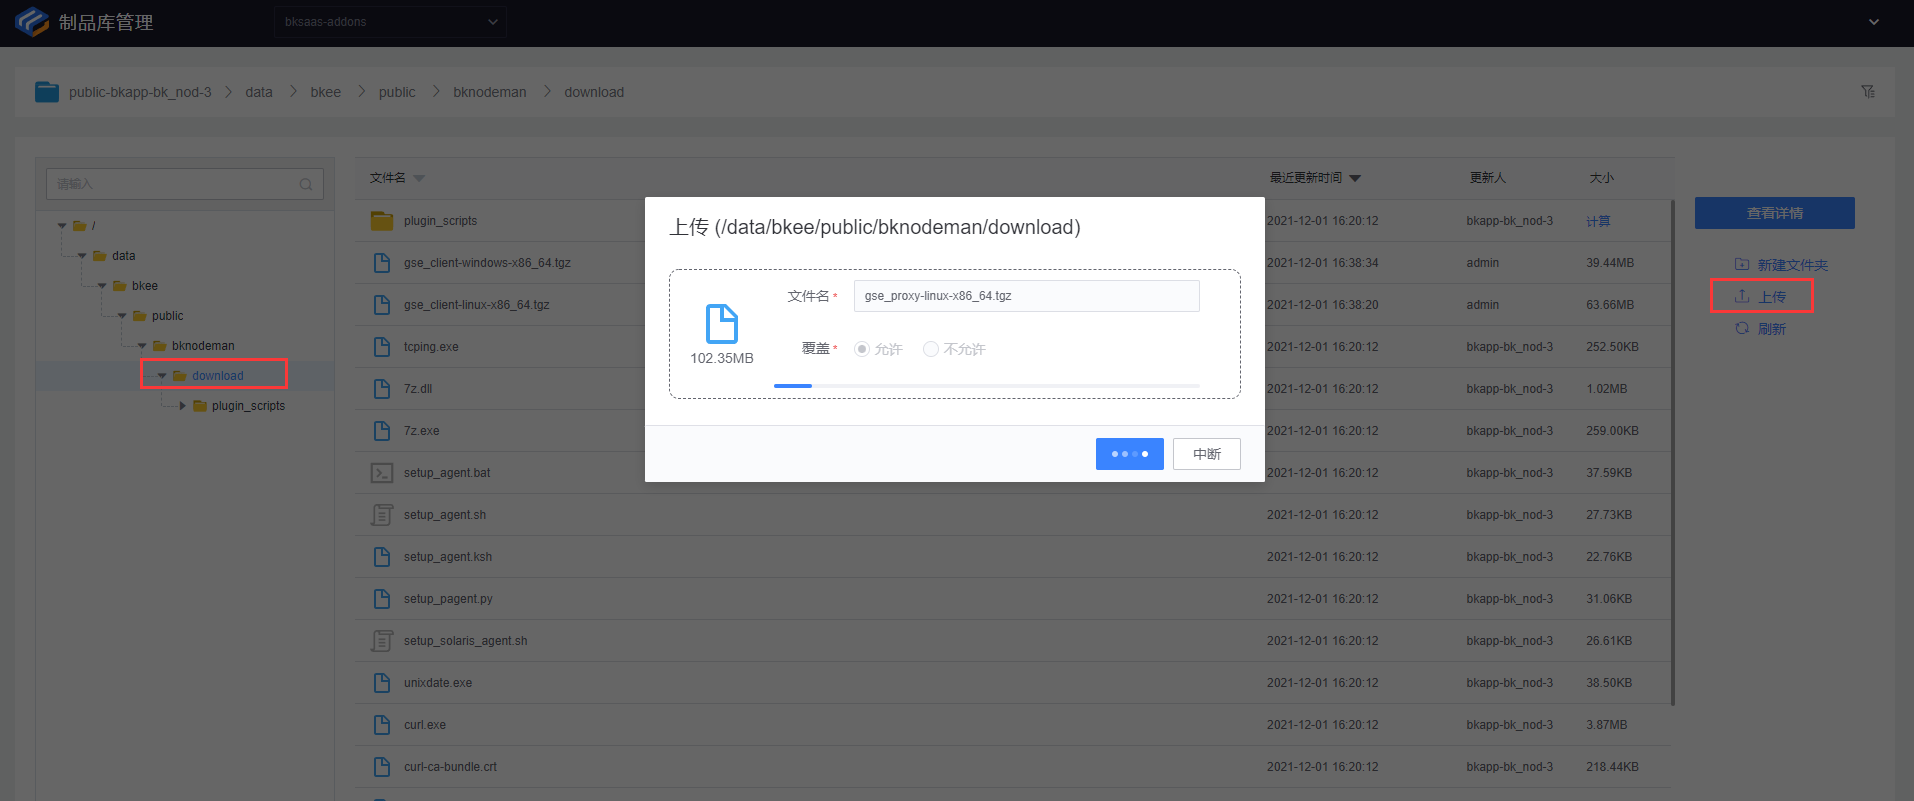 制品库管理
bksaas-addons
public-bkapp-bk_nod-3 > data > bkee > public > bknodeman > download
请输入
/
data
bkee
public
bknodeman
download
plugin_scripts
文件名 最近更新时间 更新人 大小
plugin_scripts 2021-12-01 16:20:12 bkapp-bk_nod-3 计算
gse_client-windows-x86_64.tgz 2021-12-01 16:38:34 admin 39.44MB
gse_client-linux-x86_64.tgz 2021-12-01 16:38:20 admin 63.66MB
tcping.exe 2021-12-01 16:20:12 bkapp-bk_nod-3 252.50KB
7z.dll 2021-12-01 16:20:12 bkapp-bk_nod-3 1.02MB
7z.exe 2021-12-01 16:20:12 bkapp-bk_nod-3 259.00KB
setup_agent.bat 2021-12-01 16:20:12 bkapp-bk_nod-3 37.59KB
setup_agent.sh 2021-12-01 16:20:12 bkapp-bk_nod-3 27.73KB
setup_agent.ksh 2021-12-01 16:20:12 bkapp-bk_nod-3 22.76KB
setup_pagent.py 2021-12-01 16:20:12 bkapp-bk_nod-3 31.06KB
setup_solaris_agent.sh 2021-12-01 16:20:12 bkapp-bk_nod-3 26.61KB
unixdate.exe 2021-12-01 16:20:12 bkapp-bk_nod-3 38.50KB
curl.exe 2021-12-01 16:20:12 bkapp-bk_nod-3 3.87MB
curl-ca-bundle.crt 2021-12-01 16:20:12 bkapp-bk_nod-3 218.44KB
上传 (/data/bkee/public/bknodeman/download)
102.35MB
文件名 * gse_proxy-linux-x86_64.tgz
覆盖 * 允许 不允许
中断
查看详情
新建文件夹
上传
刷新